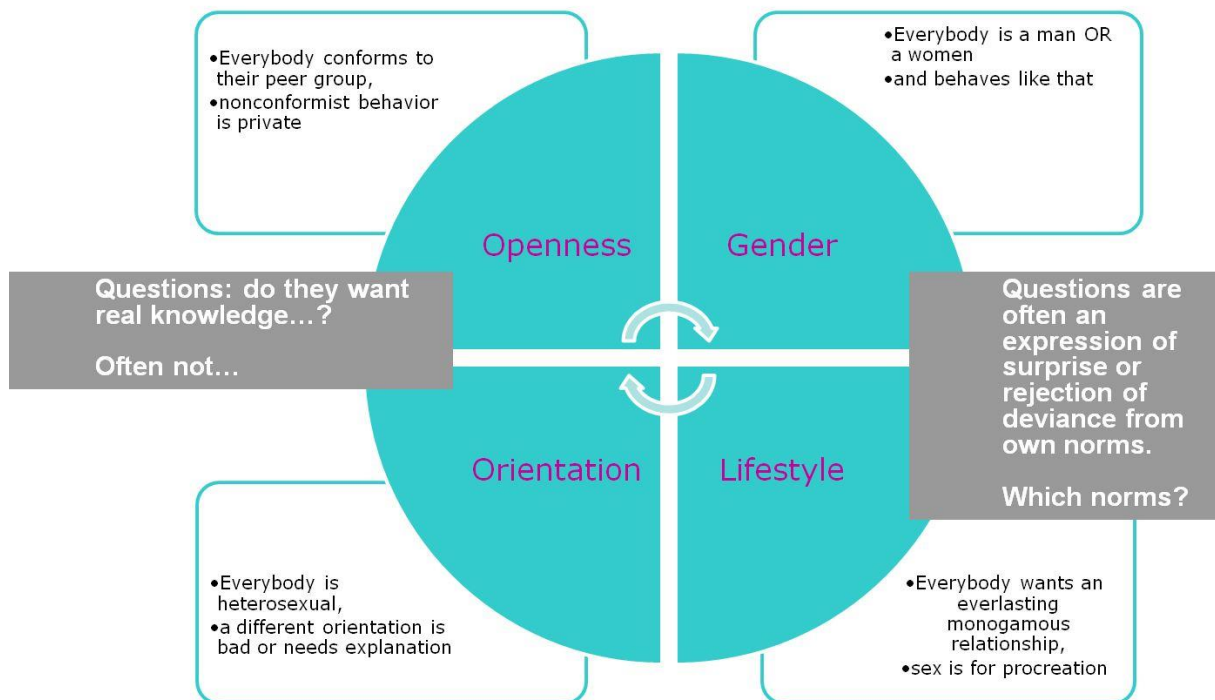 •Everybody conforms to
their peer group,
•nonconformist behavior
is private
•Everybody is a man OR
a women
•and behaves like that
Openness
Gender
Questions: do they want
real knowledge…?
Often not…
Questions are
often an
expression of
surprise or
rejection of
deviance from
own norms.
Which norms?
Orientation
Lifestyle
•Everybody is
heterosexual,
•a different orientation is
bad or needs explanation
•Everybody wants an
everlasting
monogamous
relationship,
•sex is for procreation